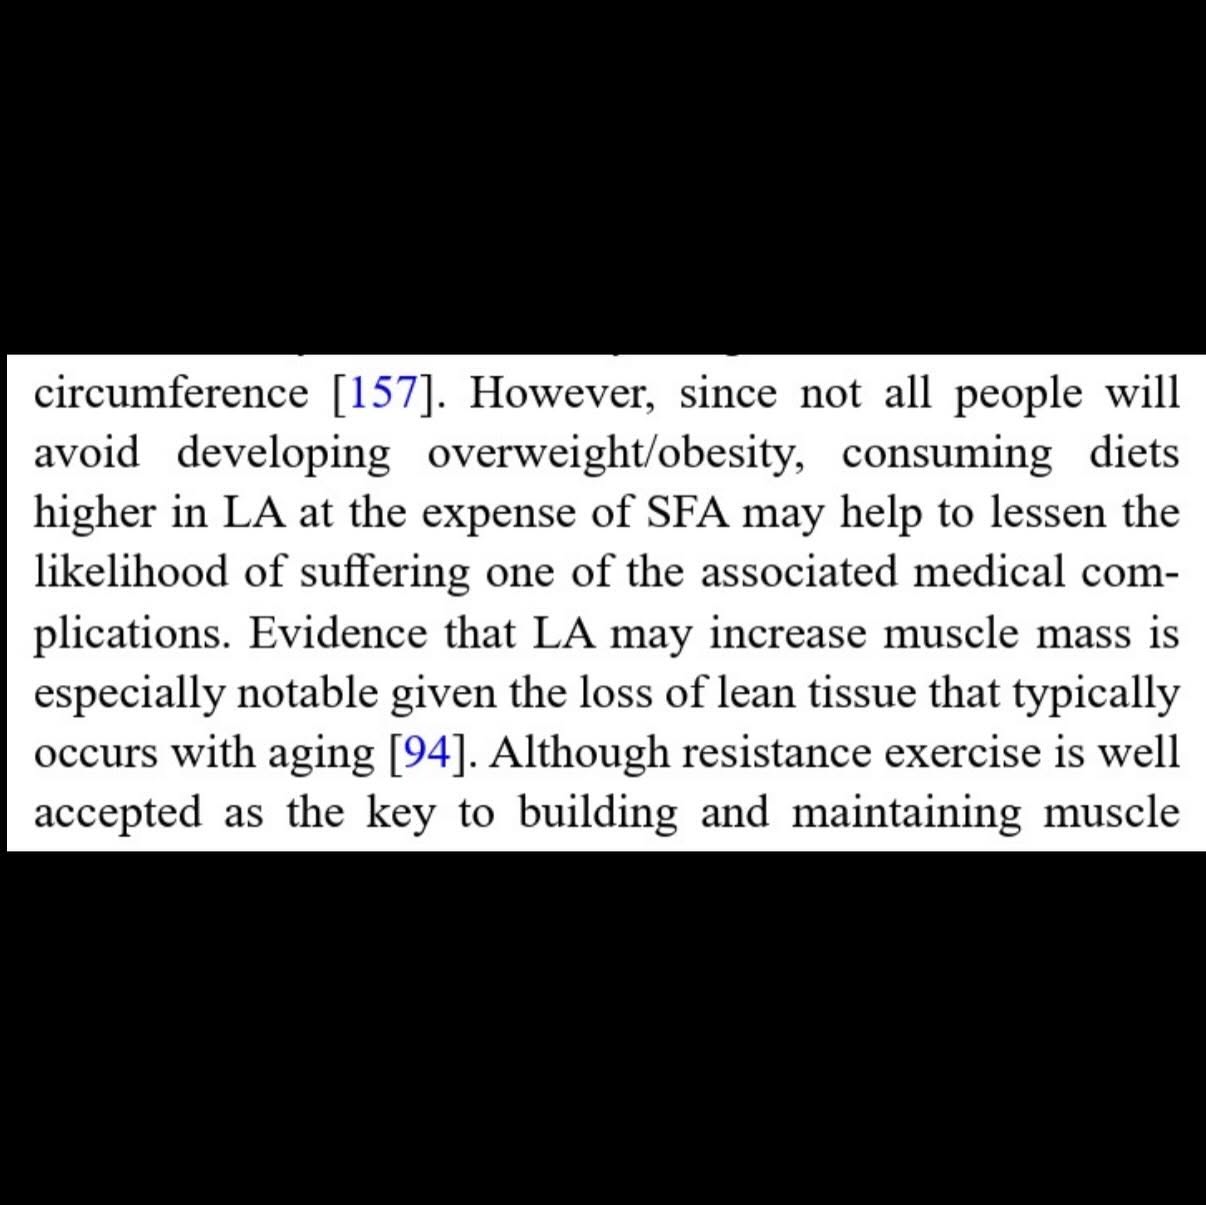 circumference [157]. However, since not all people will
avoid developing overweight/obesity, consuming diets
higher in LA at the expense of SFA may help to lessen the
likelihood of suffering one of the associated medical com-
plications. Evidence that LA may increase muscle mass is
especially notable given the loss of lean tissue that typically
occurs with aging [94]. Although resistance exercise is well
accepted as the key to building and maintaining muscle